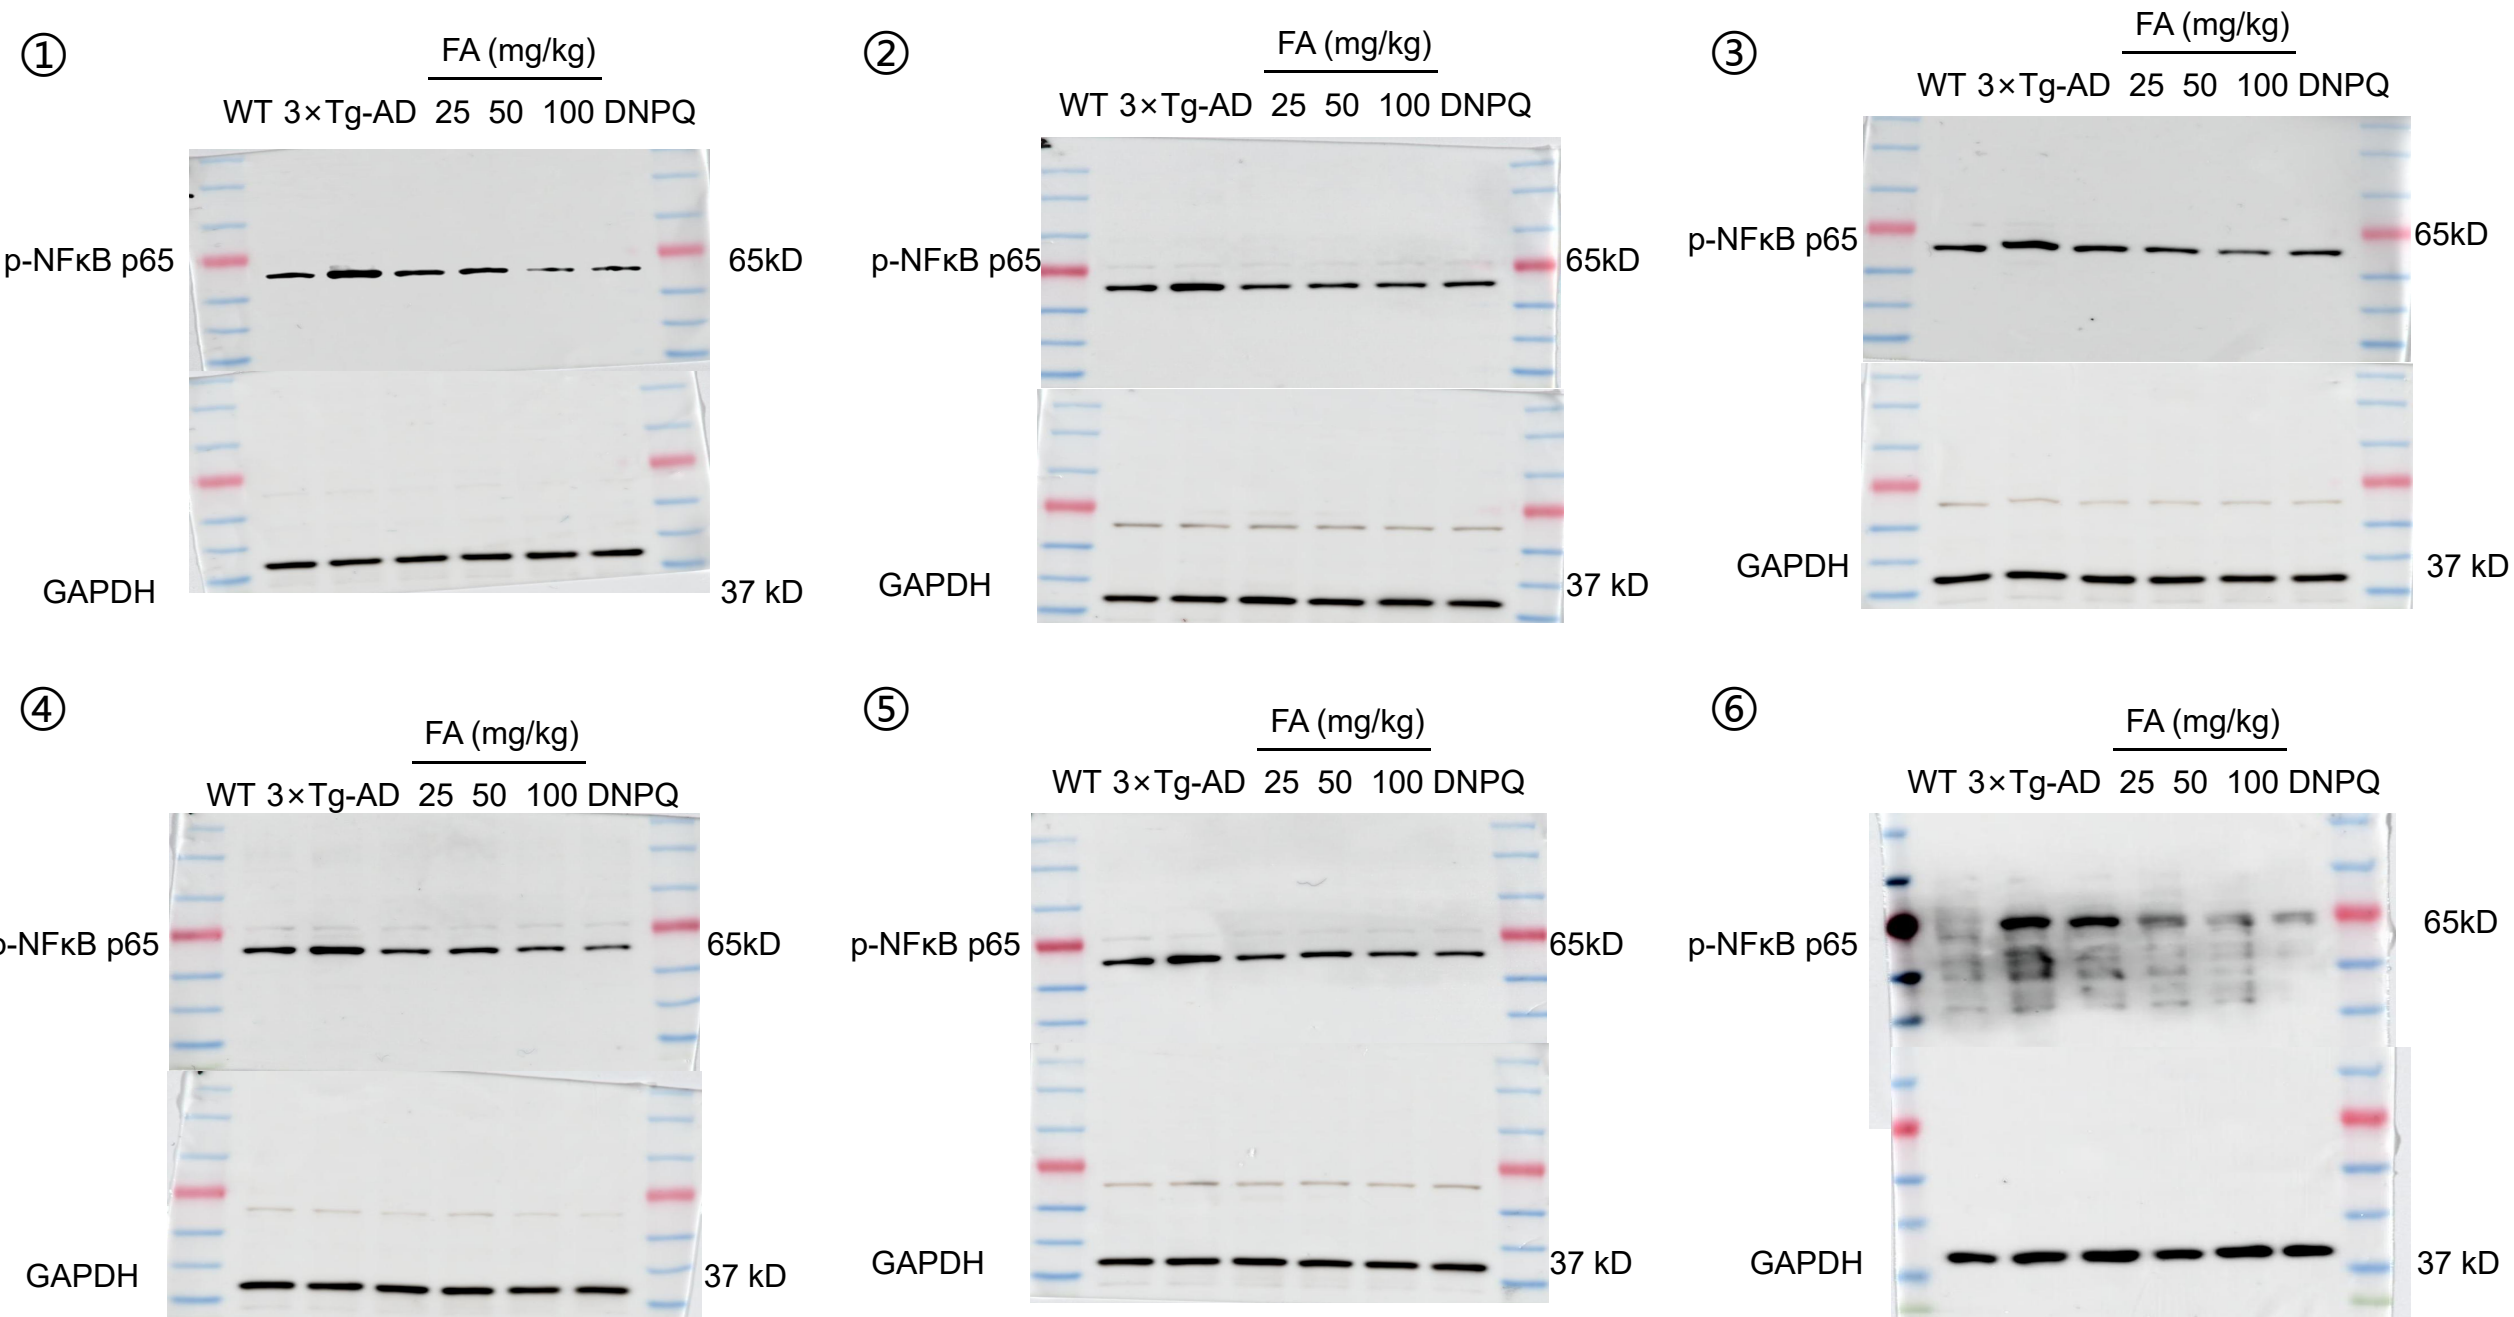 ①
FA (mg/kg)
WT 3×Tg-AD 25 50 100 DNPQ
p-NFκB p65
65kD
GAPDH
37 kD
②
FA (mg/kg)
WT 3×Tg-AD 25 50 100 DNPQ
p-NFκB p65
65kD
GAPDH
37 kD
③
FA (mg/kg)
WT 3×Tg-AD 25 50 100 DNPQ
p-NFκB p65
65kD
GAPDH
37 kD
④
FA (mg/kg)
WT 3×Tg-AD 25 50 100 DNPQ
p-NFκB p65
65kD
GAPDH
37 kD
⑤
FA (mg/kg)
WT 3×Tg-AD 25 50 100 DNPQ
p-NFκB p65
65kD
GAPDH
37 kD
⑥
FA (mg/kg)
WT 3×Tg-AD 25 50 100 DNPQ
p-NFκB p65
65kD
GAPDH
37 kD